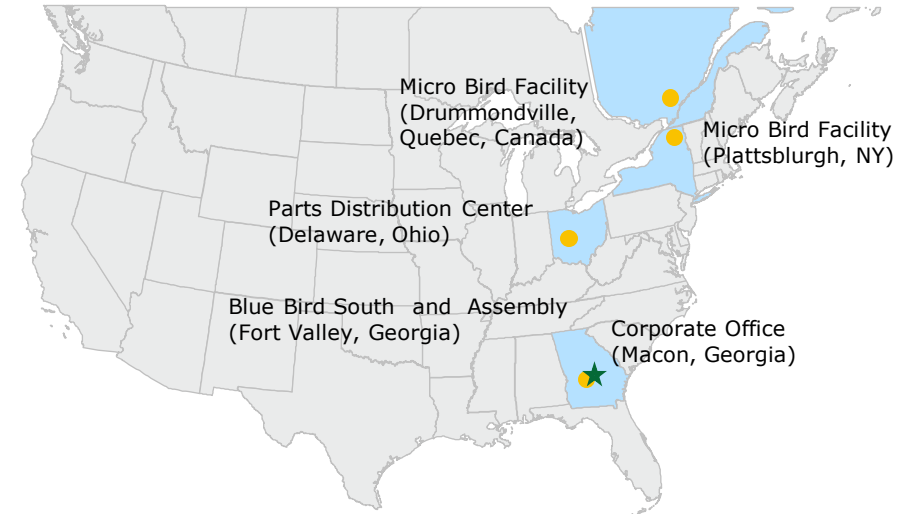 Micro Bird Facility
(Drummondville,
Quebec, Canada)
Micro Bird Facility
(Plattsblurgh, NY)
Parts Distribution Center
(Delaware, Ohio)
Blue Bird South and Assembly
(Fort Valley, Georgia)
Corporate Office
(Macon, Georgia)